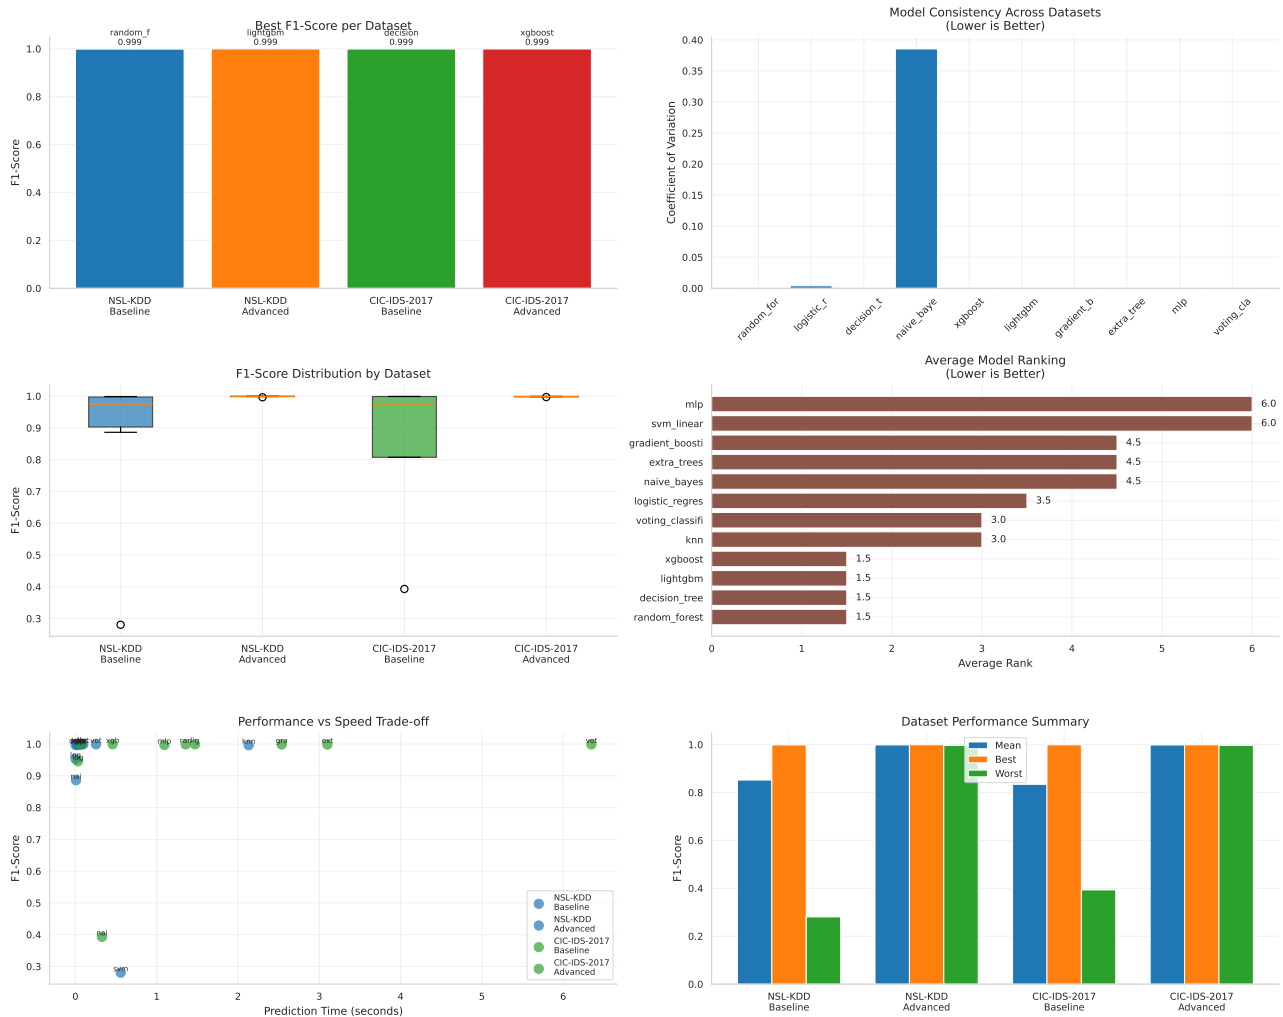 Best F1-Score per Dataset
random_f
0.999
lightgbm
0.999
decision
0.999
xgboost
0.999
F1-Score
1.0
0.8
0.6
0.4
0.2
0.0
NSL-KDD
Baseline
NSL-KDD
Advanced
CIC-IDS-2017
Baseline
CIC-IDS-2017
Advanced
Model Consistency Across Datasets
(Lower is Better)
Coefficient of Variation
0.40
0.35
0.30
0.25
0.20
0.15
0.10
0.05
0.00
random_for
logistic_r
decision_t
naive_baye
xgboost
lightgbm
gradient_b
extra_tree
mlp
voting_cla
F1-Score Distribution by Dataset
F1-Score
1.0
0.9
0.8
0.7
0.6
0.5
0.4
0.3
NSL-KDD
Baseline
NSL-KDD
Advanced
CIC-IDS-2017
Baseline
CIC-IDS-2017
Advanced
Average Model Ranking
(Lower is Better)
mlp 6.0
svm_linear 6.0
gradient_boosti 4.5
extra_trees 4.5
naive_bayes 4.5
logistic_regres 3.5
voting_classifi 3.0
knn 3.0
xgboost 1.5
lightgbm 1.5
decision_tree 1.5
random_forest 1.5
0 1 2 3 4 5 6
Average Rank
Performance vs Speed Trade-off
F1-Score
1.0
0.9
0.8
0.7
0.6
0.5
0.4
0.3
vot
xgb
mlp
knn
gra
ext
vot
log
nai
nai
svm
NSL-KDD
Baseline
NSL-KDD
Advanced
CIC-IDS-2017
Baseline
CIC-IDS-2017
Advanced
0 1 2 3 4 5 6
Prediction Time (seconds)
Dataset Performance Summary
F1-Score
Mean
Best
Worst
1.0
0.8
0.6
0.4
0.2
0.0
NSL-KDD
Baseline
NSL-KDD
Advanced
CIC-IDS-2017
Baseline
CIC-IDS-2017
Advanced